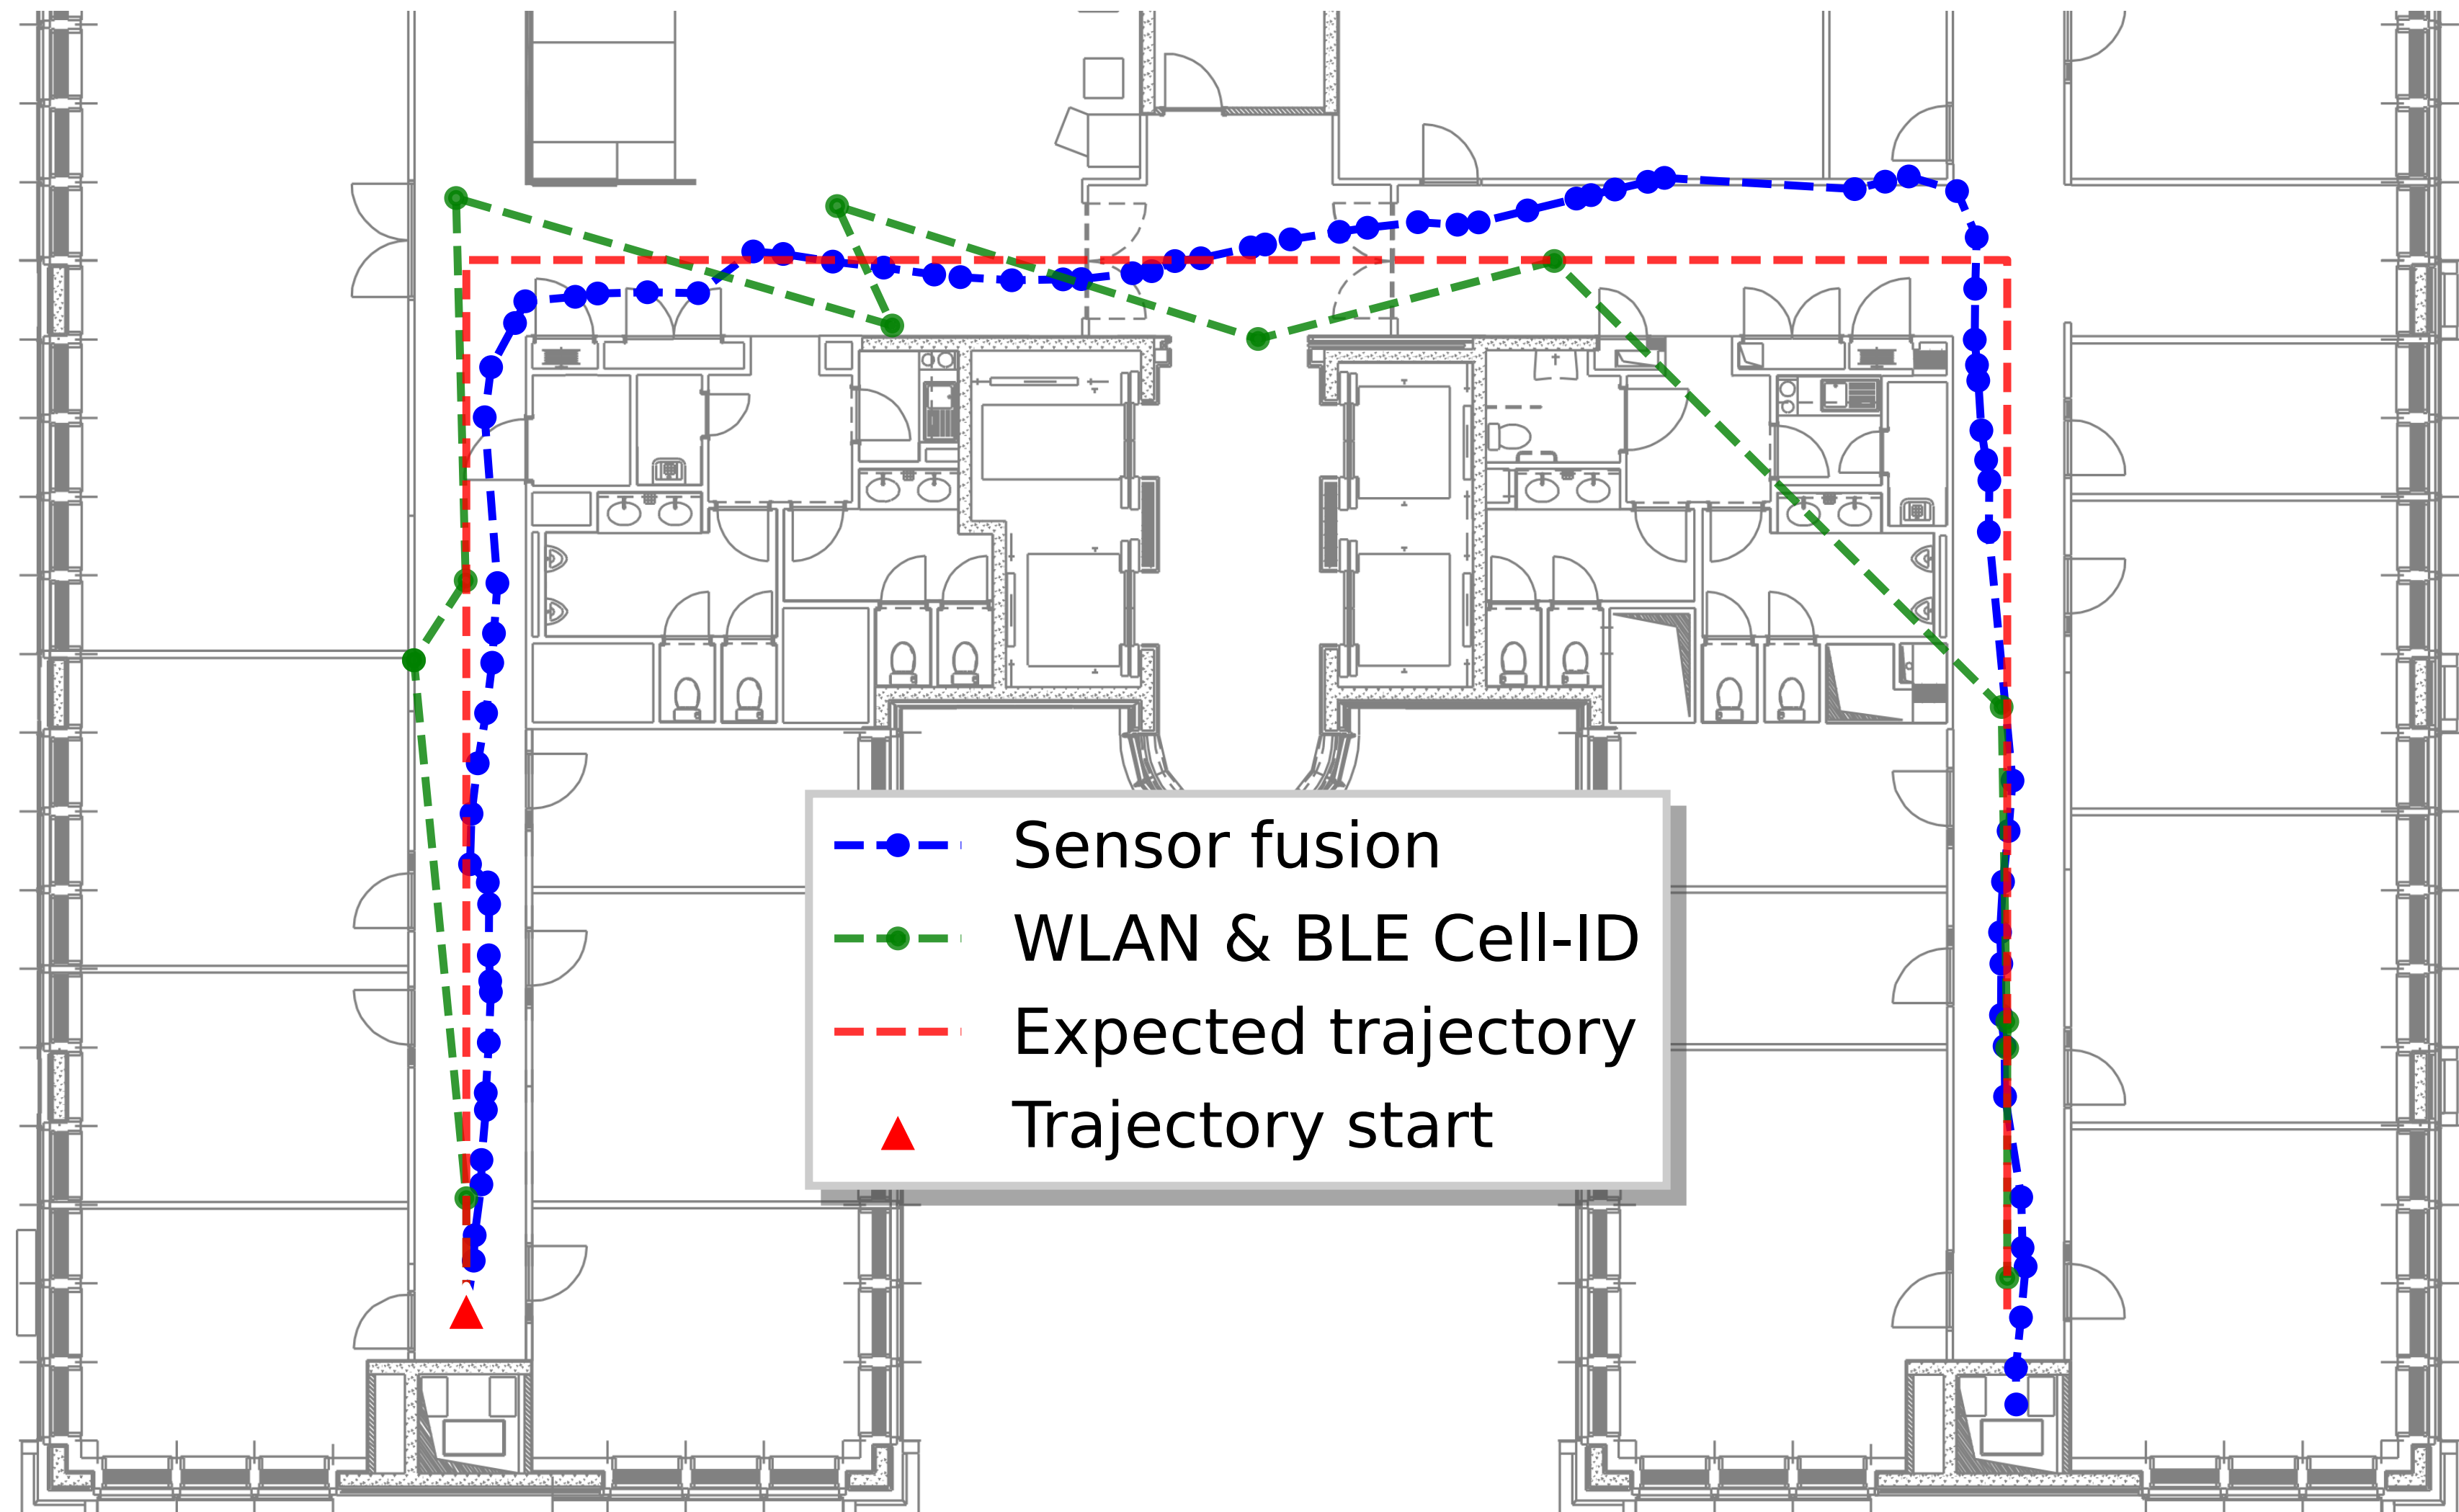 Sensor fusion
WLAN & BLE Cell-ID
Expected trajectory
Trajectory start